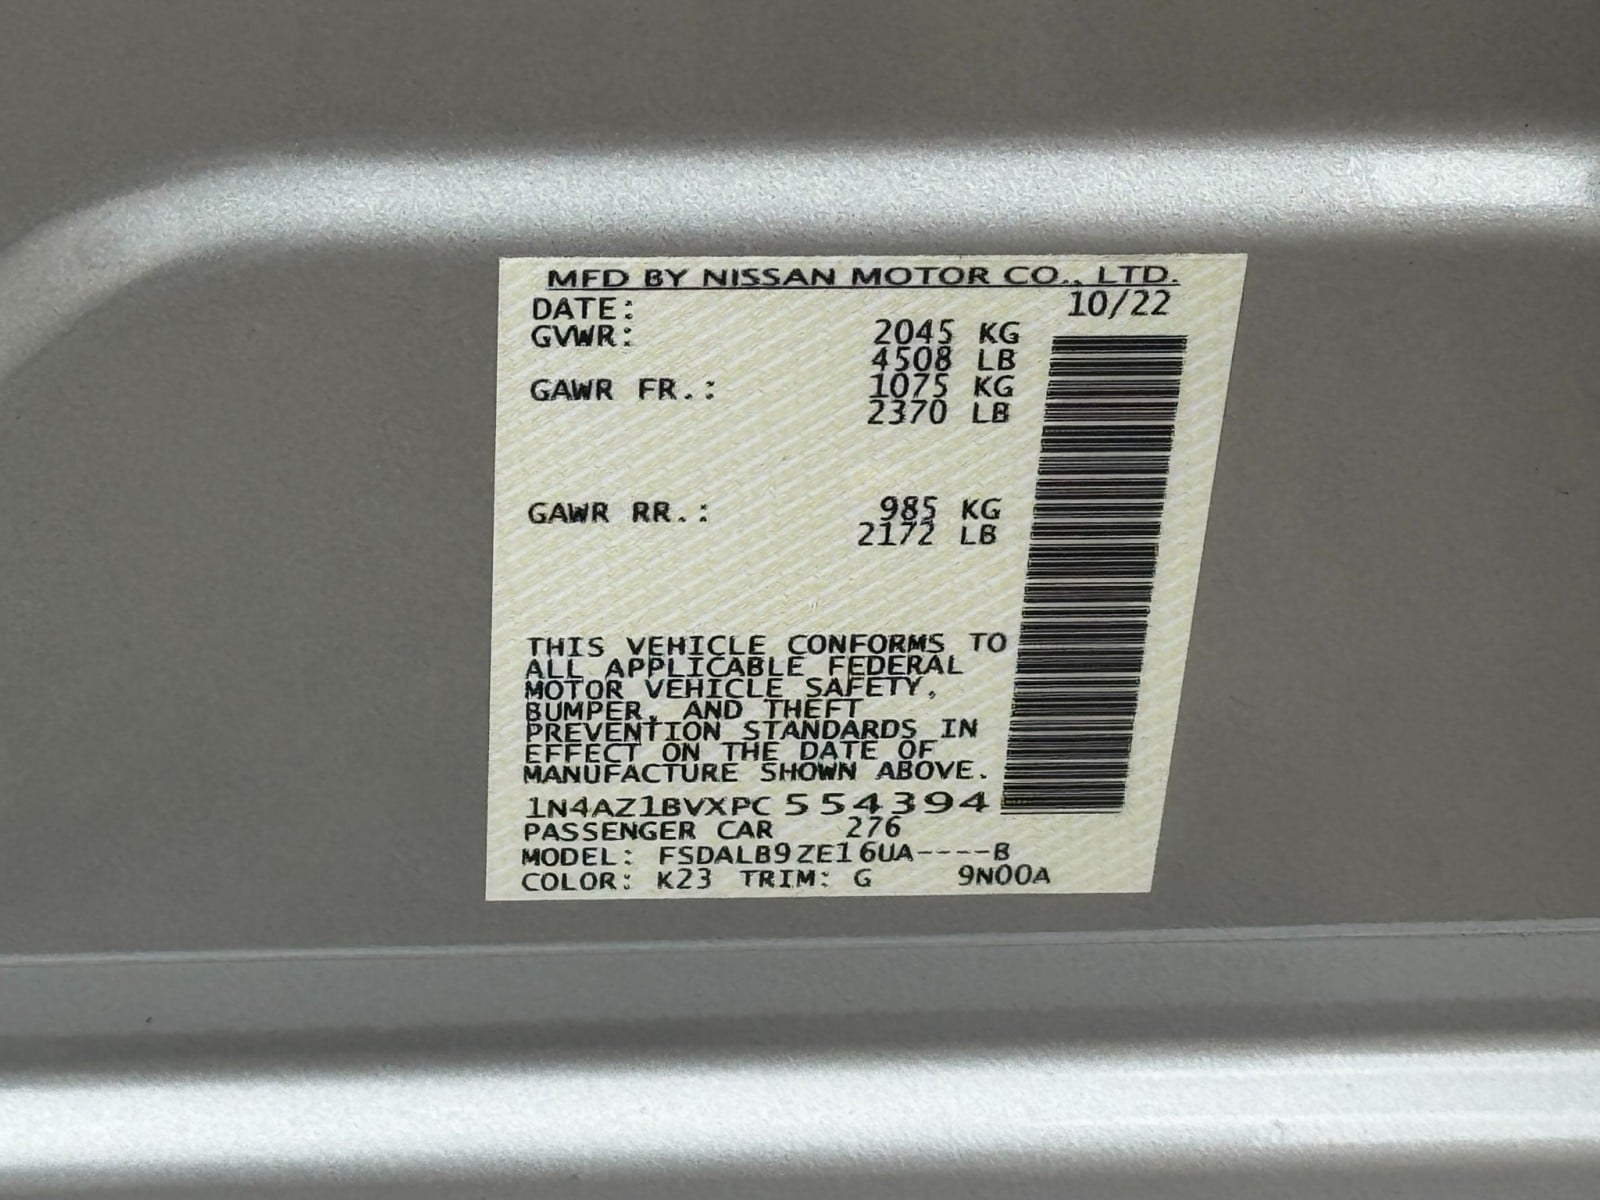 MFD BY NISSAN MOTOR CO., LTD.
DATE: 10/22
GVWR: 2045 KG
4508 LB
GAWR FR.: 1075 KG
2370 LB
GAWR RR.: 985 KG
2172 LB
THIS VEHICLE CONFORMS TO
ALL APPLICABLE FEDERAL
MOTOR VEHICLE SAFETY,
BUMPER, AND THEFT
PREVENTION STANDARDS IN
EFFECT ON THE DATE OF
MANUFACTURE SHOWN ABOVE.
1N4AZ1BVXPC554394
PASSENGER CAR 276
MODEL: FSDALB9ZE16UA----B
COLOR: K23 TRIM: G 9N00A